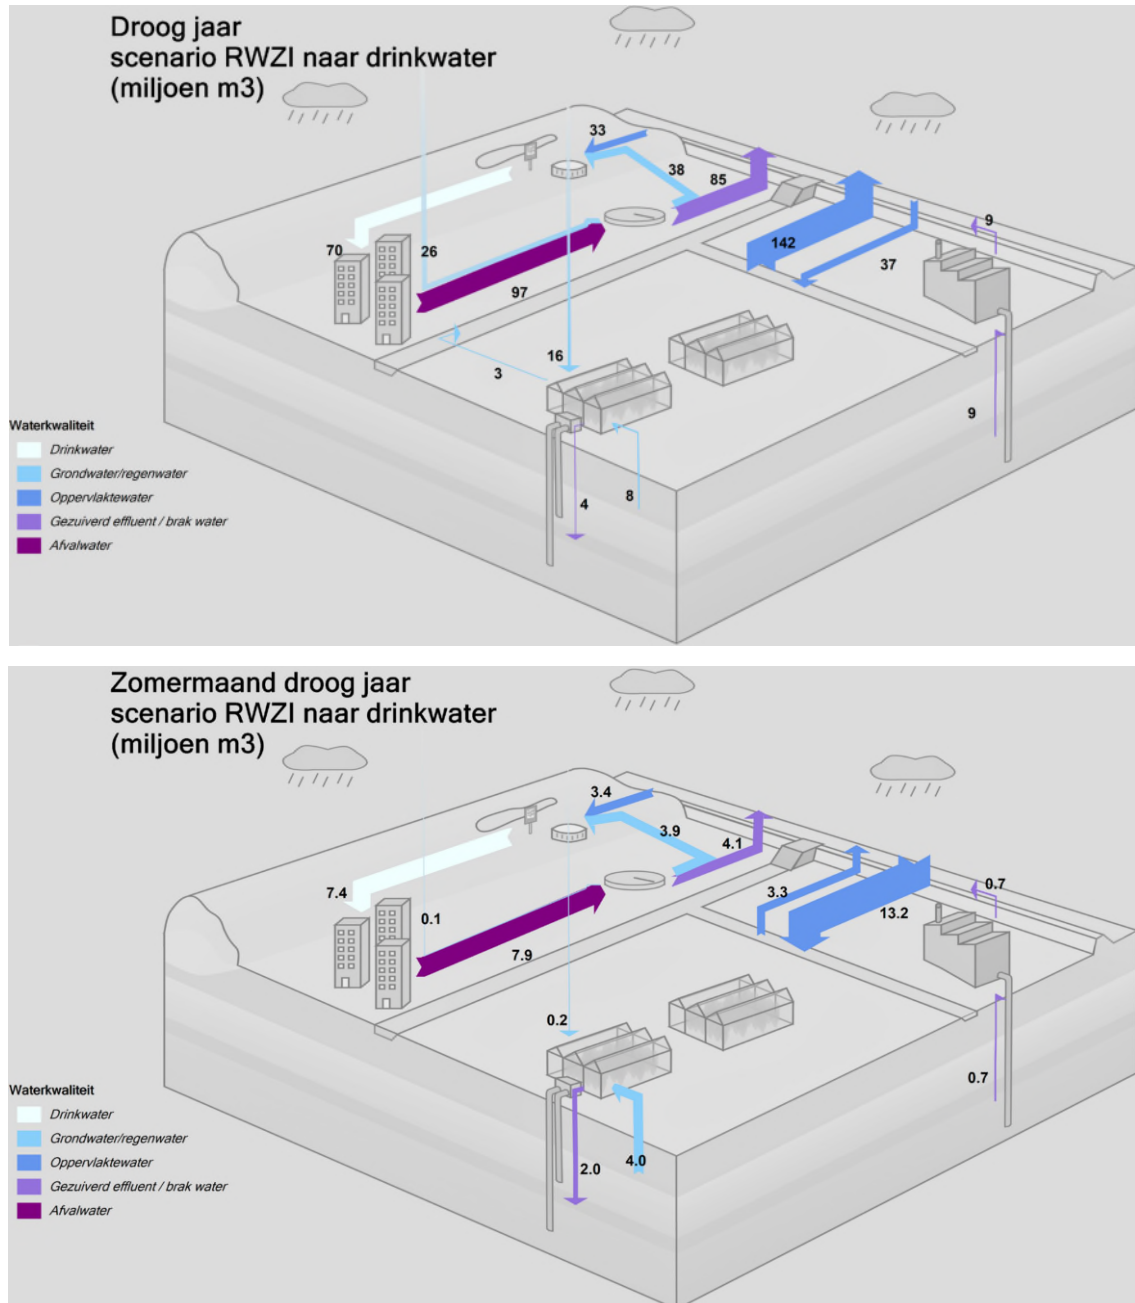 Droog jaar
scenario RWZI naar drinkwater
(miljoen m3)
33
38
85
9
70
26
142
37
97
16
3
9
8
4
Waterkwaliteit
Drinkwater
Grondwater/regenwater
Oppervlaktewater
Gezuiverd effluent / brak water
Afvalwater
Zomermaand droog jaar
scenario RWZI naar drinkwater
(miljoen m3)
3.4
3.9
4.1
0.7
7.4
3.3
13.2
0.1
7.9
0.2
0.7
2.0
4.0
Waterkwaliteit
Drinkwater
Grondwater/regenwater
Oppervlaktewater
Gezuiverd effluent / brak water
Afvalwater